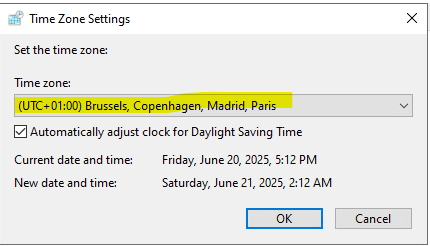 Time Zone Settings
Set the time zone:
Time zone:
(UTC+01:00) Brussels, Copenhagen, Madrid, Paris
Automatically adjust clock for Daylight Saving Time
Current date and time: Friday, June 20, 2025, 5:12 PM
New date and time: Saturday, June 21, 2025, 2:12 AM
OK Cancel